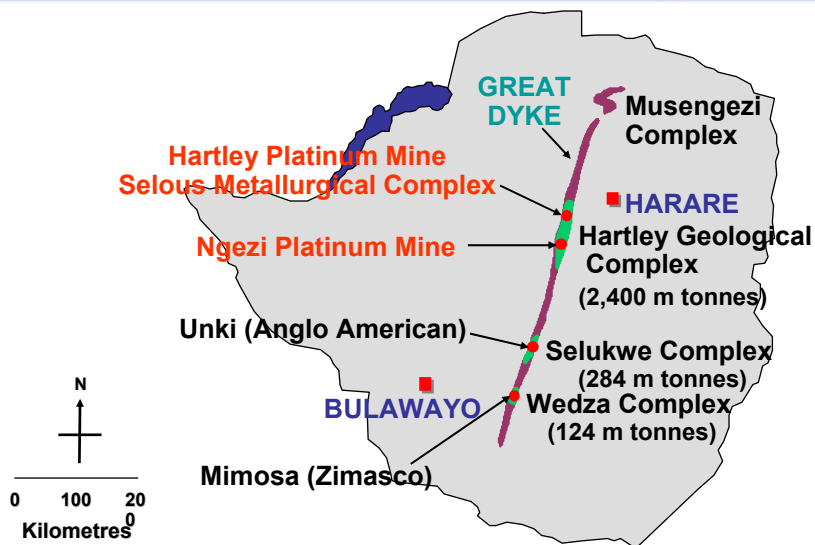 GREAT
DYKE
Musengezi
Complex
Hartley Platinum Mine
Selous Metallurgical Complex
HARARE
Ngezi Platinum Mine
Hartley Geological
Complex
(2,400 m tonnes)
Unki (Anglo American)
Selukwe Complex
(284 m tonnes)
BULAWAYO
Wedza Complex
(124 m tonnes)
Mimosa (Zimasco)
N
0 100 20
0
Kilometres